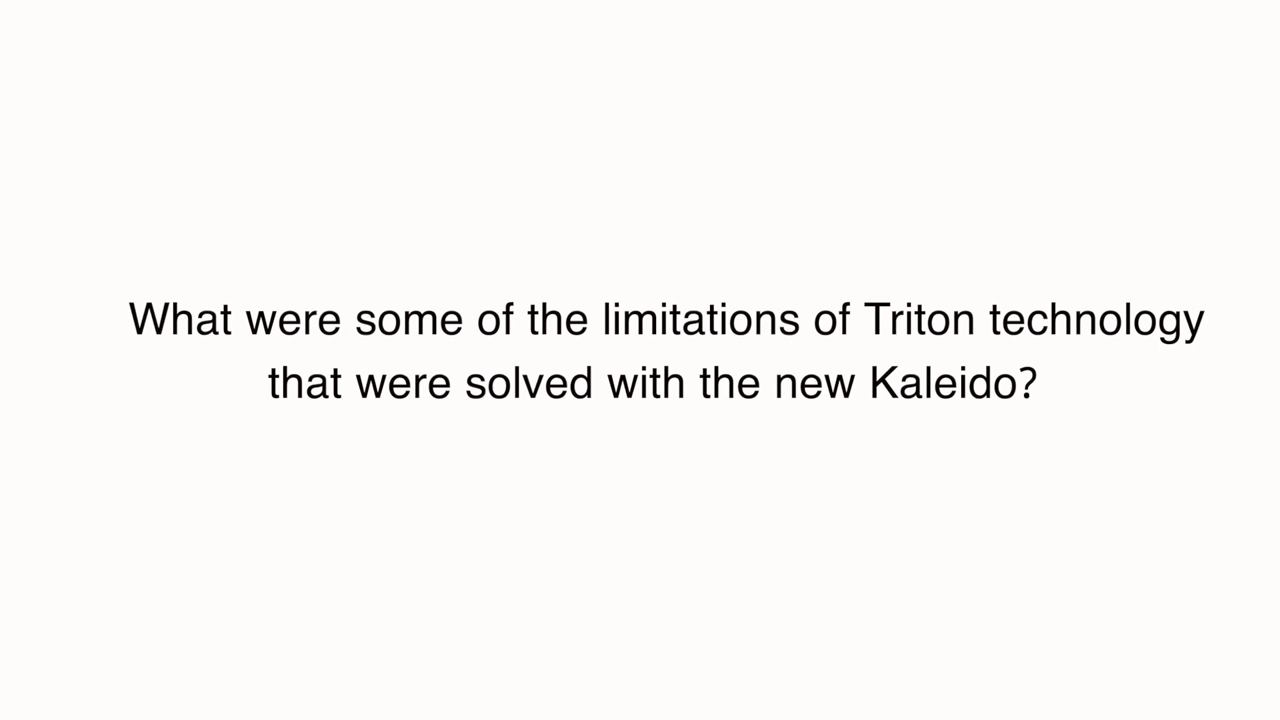 What were some of the limitations of Triton technology
that were solved with the new Kaleido?